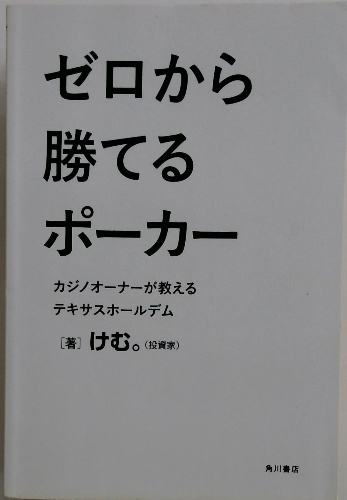 ゼロから
勝てる
ポーカー
カジノオーナーが教える
テキサスホールデム
［著］けむ。（投資家）
角川書店